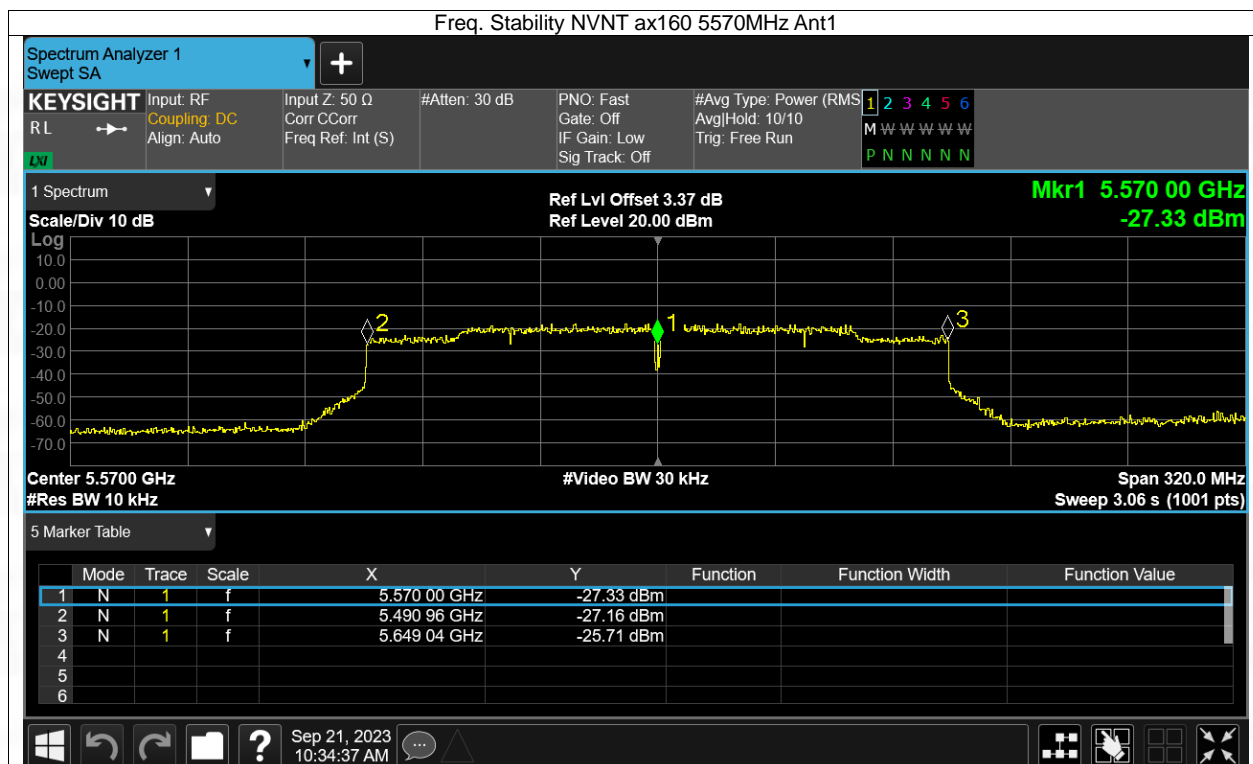 Freq. Stability NVNT ax160 5570MHz Ant1
Spectrum Analyzer 1
Swept SA
KEYSIGHT Input: RF Input Z: 50 Ω #Atten: 30 dB PNO: Fast #Avg Type: Power (RMS 1 2 3 4 5 6
RL Coupling: DC Corr CCorr Gate: Off Avg|Hold: 10/10 M W W W W W
Align: Auto Freq Ref: Int (S) IF Gain: Low Trig: Free Run
LXI Sig Track: Off P N N N N N
1 Spectrum Ref Lvl Offset 3.37 dB Mkr1 5.570 00 GHz
Scale/Div 10 dB Ref Level 20.00 dBm -27.33 dBm
Log
10.0
0.00
-10.0
-20.0 2 1 3
-30.0
-40.0
-50.0
-60.0
-70.0
Center 5.5700 GHz #Video BW 30 kHz Span 320.0 MHz
#Res BW 10 kHz Sweep 3.06 s (1001 pts)
5 Marker Table
Mode Trace Scale X Y Function Function Width Function Value
1 N 1 f 5.570 00 GHz -27.33 dBm
2 N 1 f 5.490 96 GHz -27.16 dBm
3 N 1 f 5.649 04 GHz -25.71 dBm
4
5
6
? Sep 21, 2023
10:34:37 AM